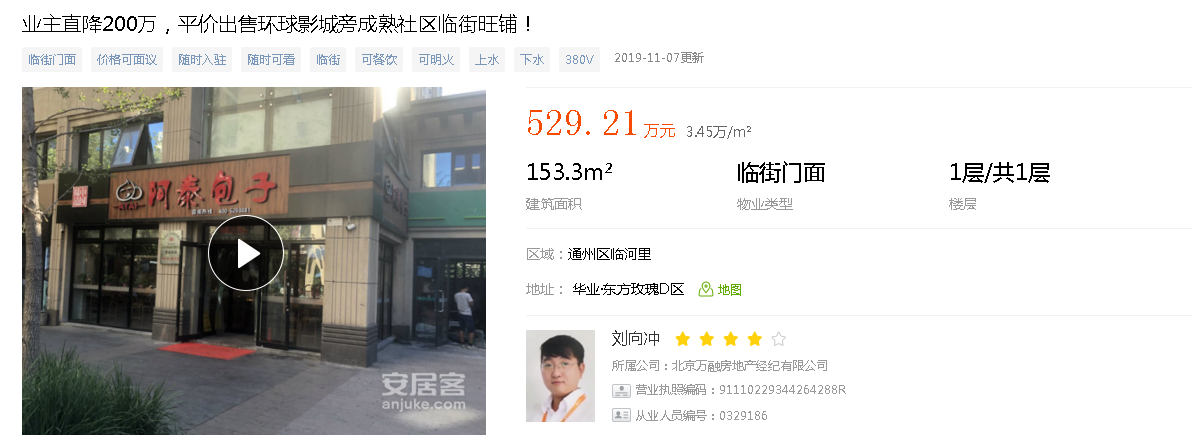 业主直降200万，平价出售环球影城旁成熟社区临街旺铺！
临街门面 价格可面议 随时入驻 随时可看 临街 可餐饮 可明火 上水 下水 380V 2019-11-07更新
529.21万元 3.45万/m²
153.3m² 临街门面 1层/共1层
建筑面积 物业类型 楼层
区域：通州区临河里
地址： 华业·东方玫瑰D区 地图
刘向冲
所属公司：北京万融房地产经纪有限公司
营业执照编码：91110229344264288R
从业人员编号：0329186
阿泰包子
安居客
anjuke.com